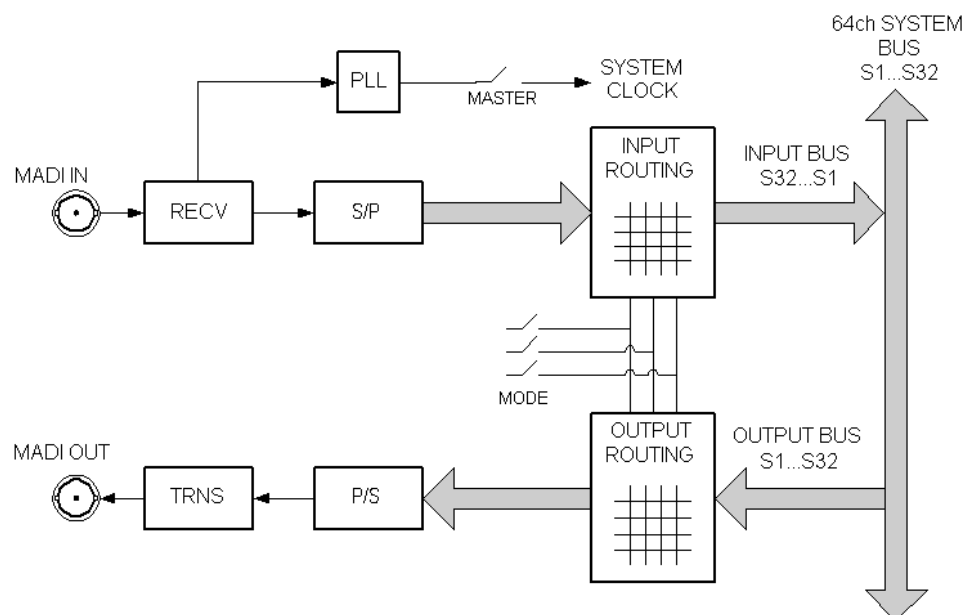 64ch SYSTEM
BUS
S1...S32
PLL
MASTER
SYSTEM
CLOCK
MADI IN
RECV
S/P
INPUT
ROUTING
INPUT BUS
S32...S1
MODE
MADI OUT
TRNS
P/S
OUTPUT
ROUTING
OUTPUT BUS
S1...S32